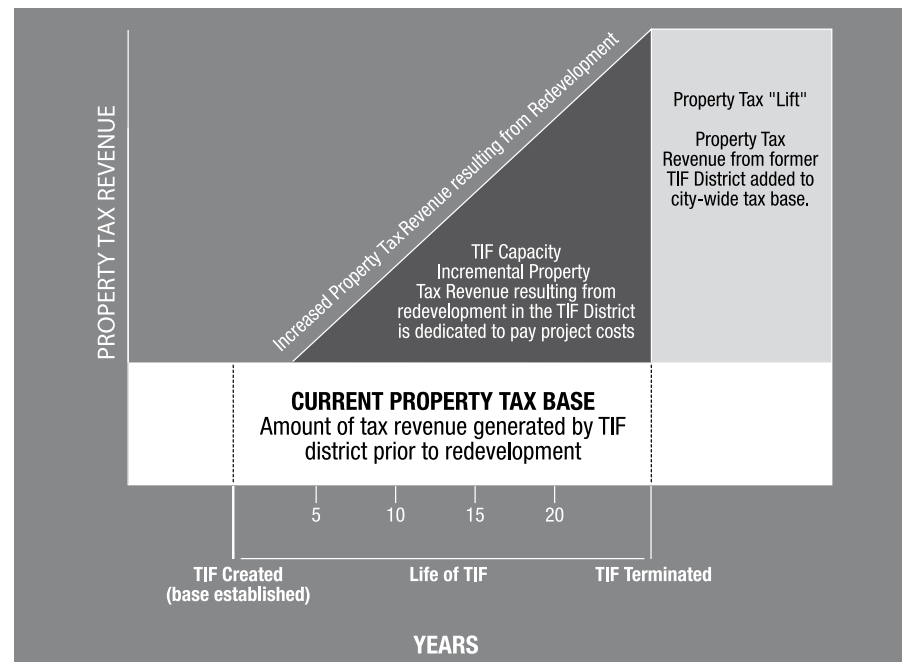 PROPERTY TAX REVENUE
Increased Property Tax Revenue resulting from Redevelopment
Property Tax "Lift"
Property Tax
Revenue from former
TIF District added to
city-wide tax base.
TIF Capacity
Incremental Property
Tax Revenue resulting from
redevelopment in the TIF District
is dedicated to pay project costs
CURRENT PROPERTY TAX BASE
Amount of tax revenue generated by TIF
district prior to redevelopment
5 10 15 20
TIF Created
(base established)
Life of TIF
TIF Terminated
YEARS